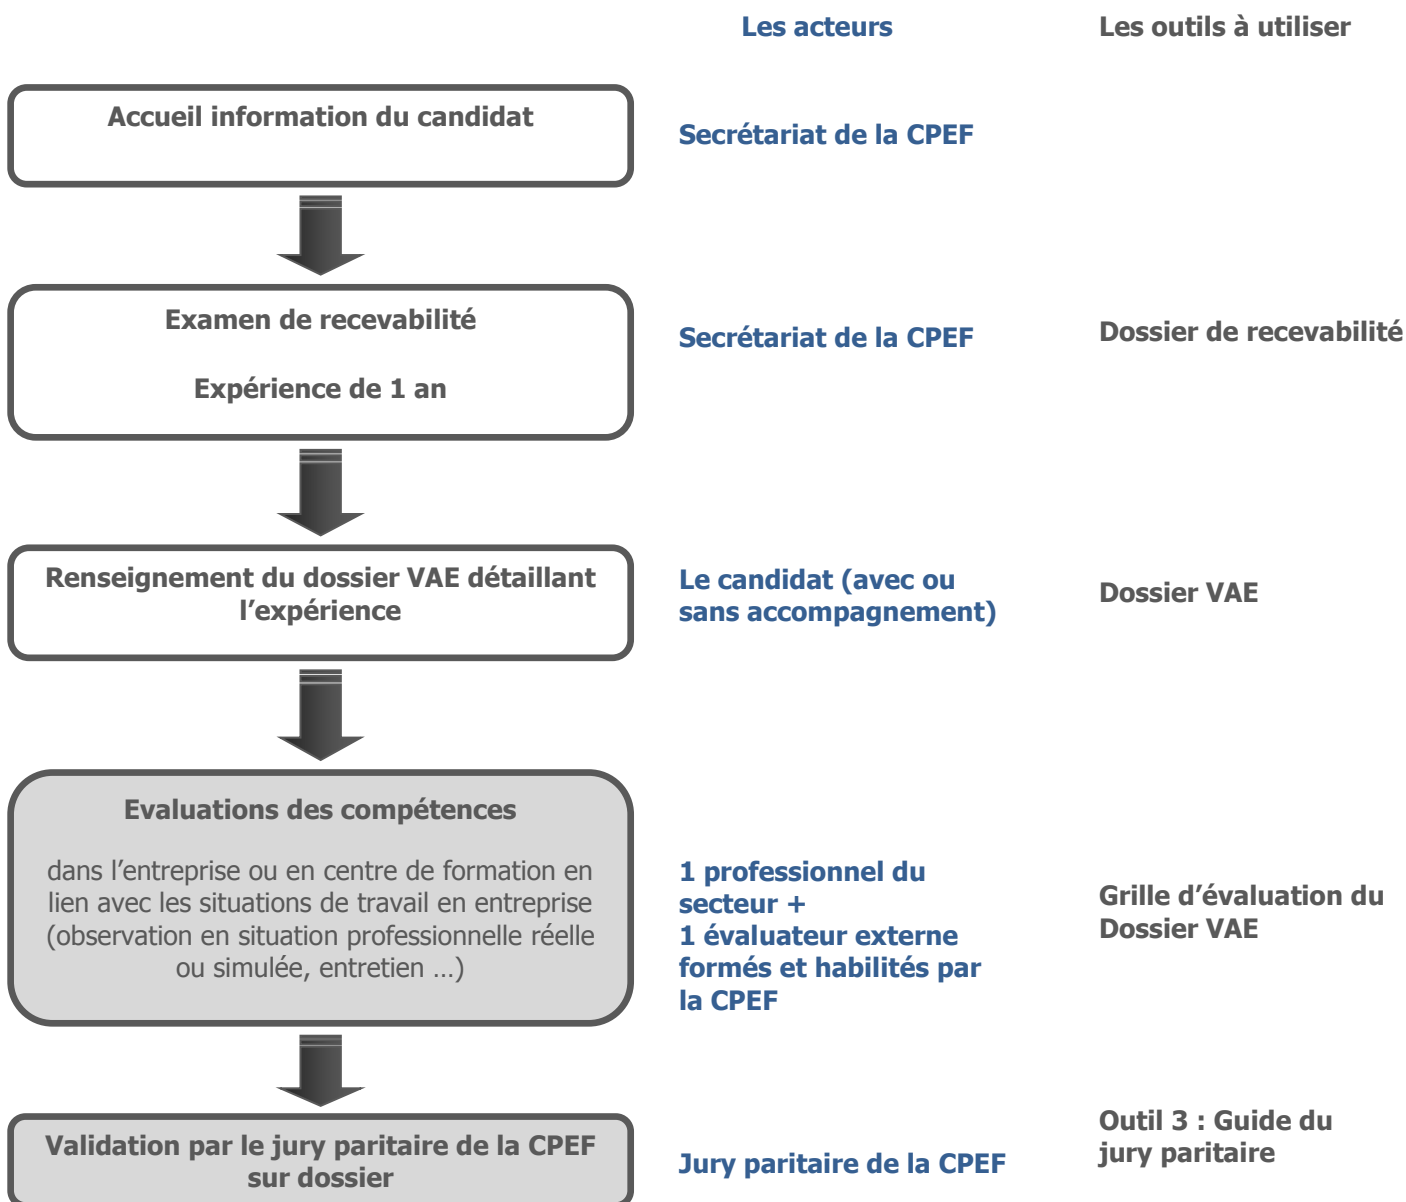 Les acteurs
Les outils à utiliser
Accueil information du candidat
Secrétariat de la CPEF
Examen de recevabilité
Expérience de 1 an
Secrétariat de la CPEF
Dossier de recevabilité
Renseignement du dossier VAE détaillant
l’expérience
Le candidat (avec ou
sans accompagnement)
Dossier VAE
Evaluations des compétences
dans l’entreprise ou en centre de formation en
lien avec les situations de travail en entreprise
(observation en situation professionnelle réelle
ou simulée, entretien …)
1 professionnel du
secteur +
1 évaluateur externe
formés et habilités par
la CPEF
Grille d’évaluation du
Dossier VAE
Validation par le jury paritaire de la CPEF
sur dossier
Jury paritaire de la CPEF
Outil 3 : Guide du
jury paritaire